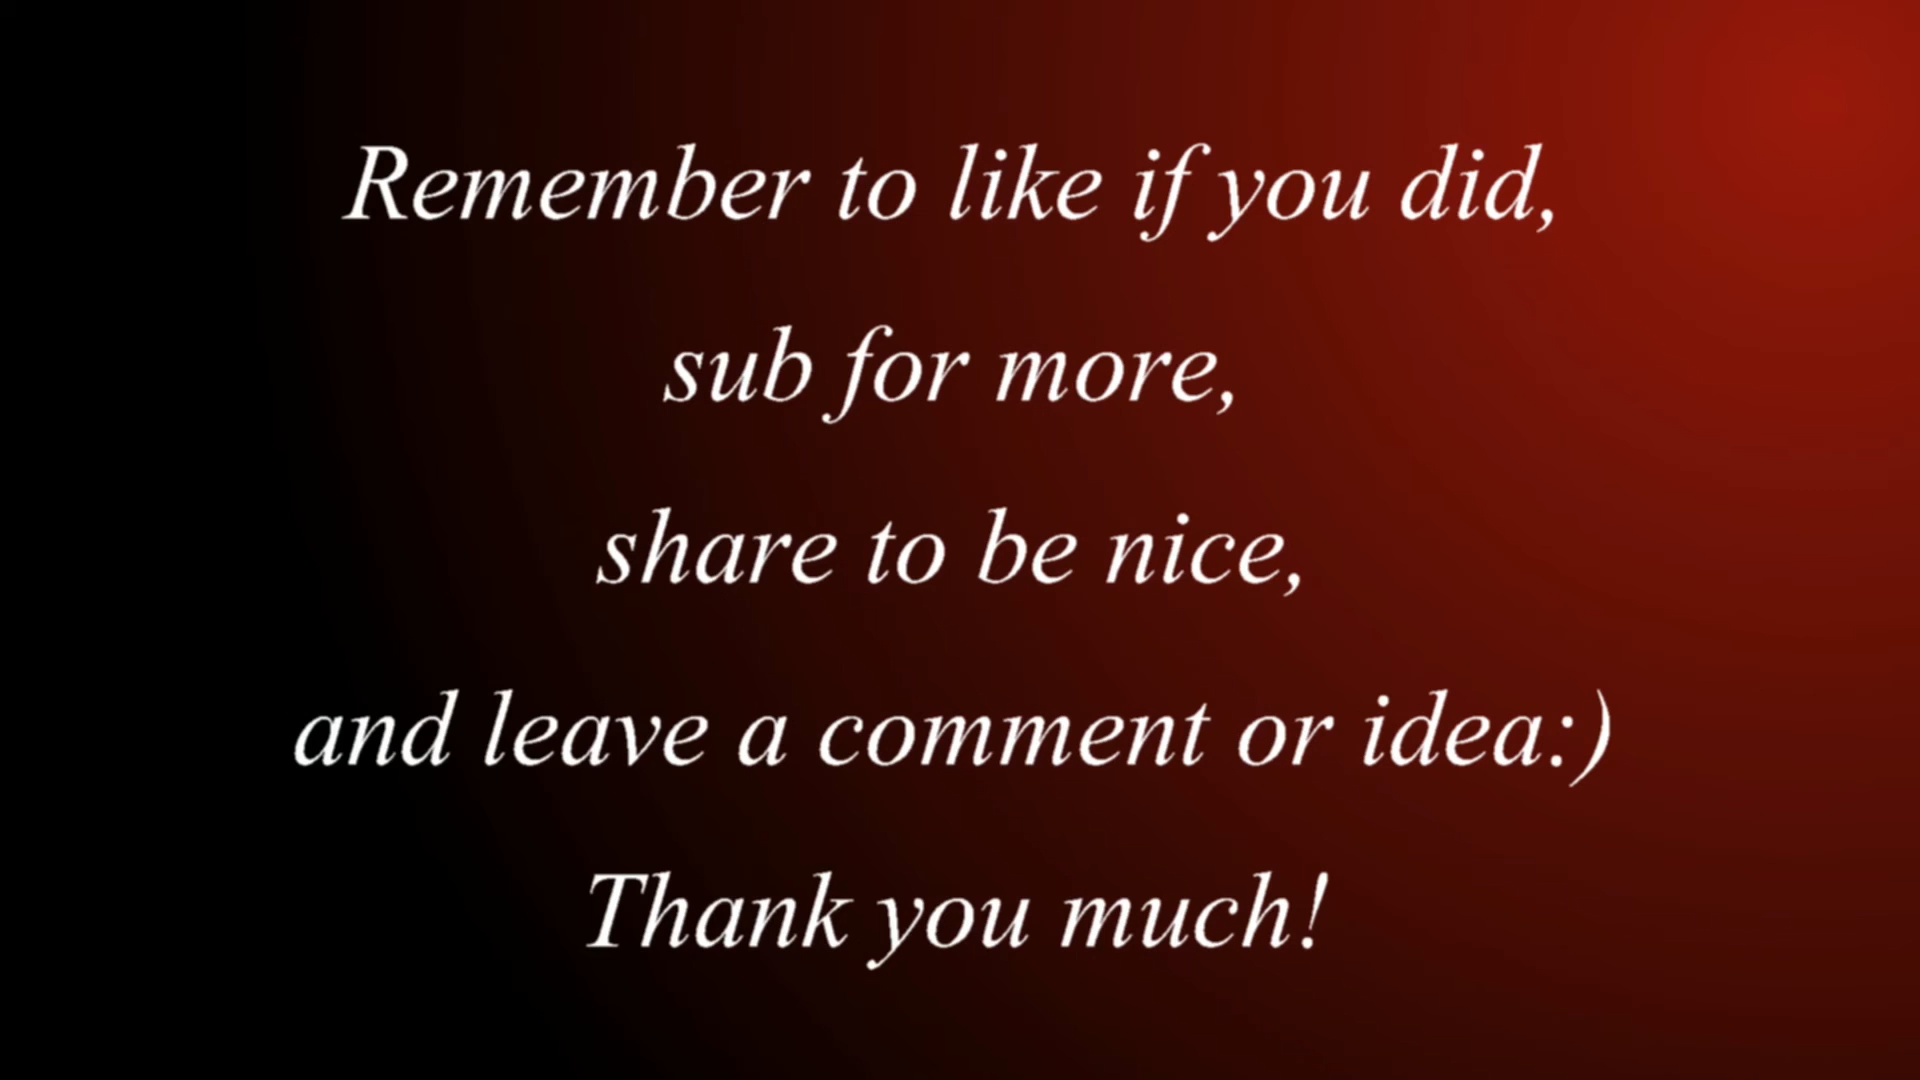 Remember to like if you did,
sub for more,
share to be nice,
and leave a comment or idea:)
Thank you much!